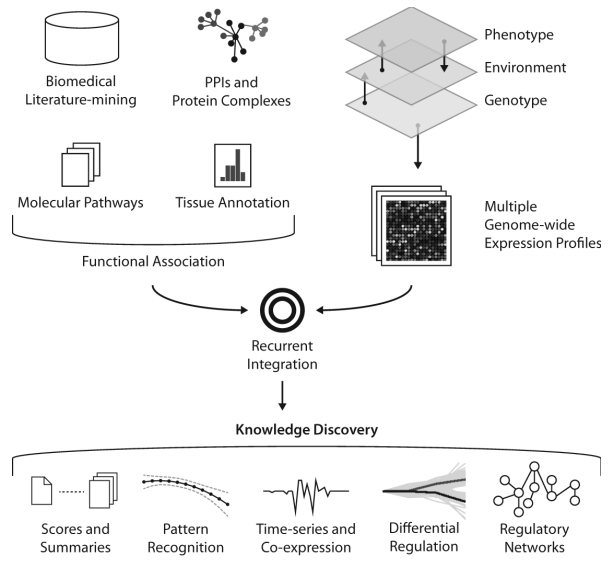 Biomedical
Literature-mining
PPIs and
Protein Complexes
Phenotype
Environment
Genotype
Molecular Pathways
Tissue Annotation
Functional Association
Multiple
Genome-wide
Expression Profiles
Recurrent
Integration
Knowledge Discovery
Scores and
Summaries
Pattern
Recognition
Time-series and
Co-expression
Differential
Regulation
Regulatory
Networks